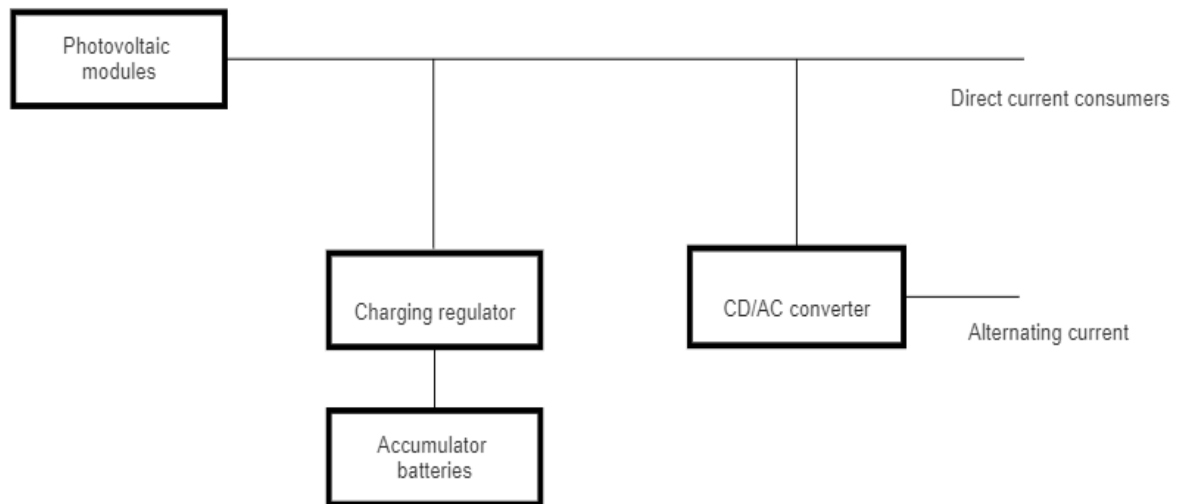 Photovoltaic
modules
Direct current consumers
Charging regulator
CD/AC converter
Alternating current
Accumulator
batteries